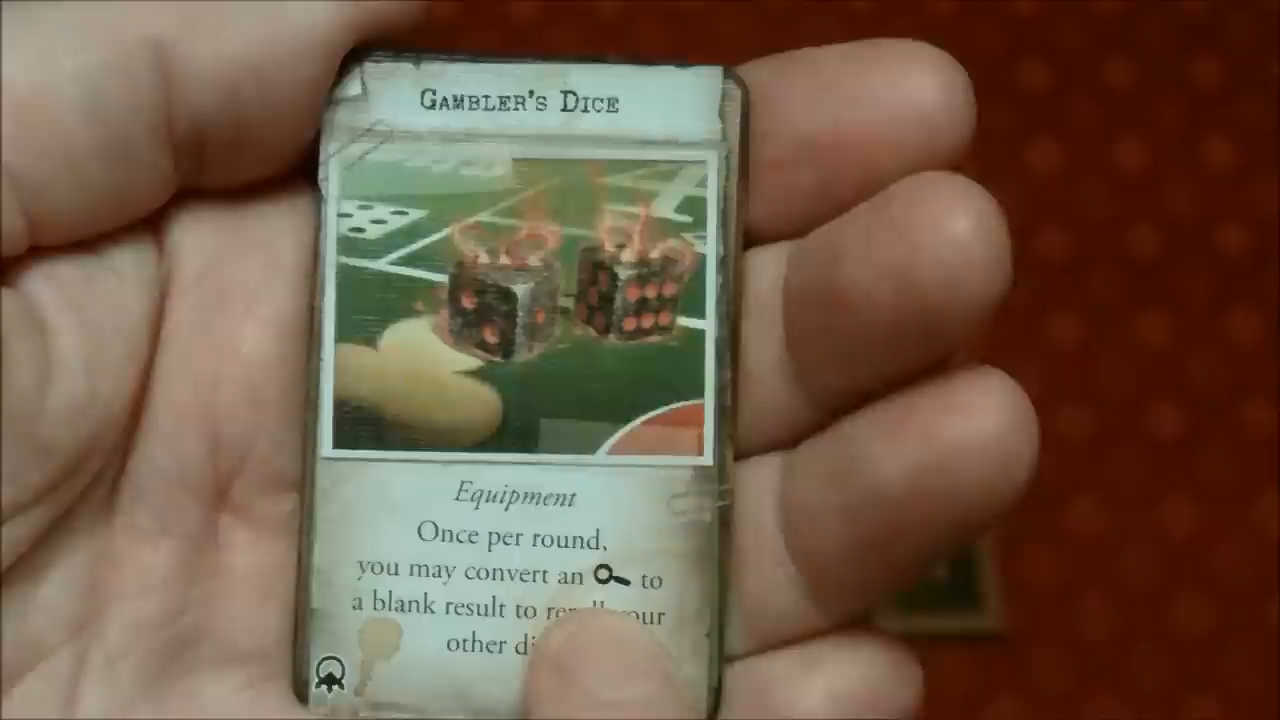 Gambler's Dice
Equipment
Once per round,
you may convert an to
a blank result to
other